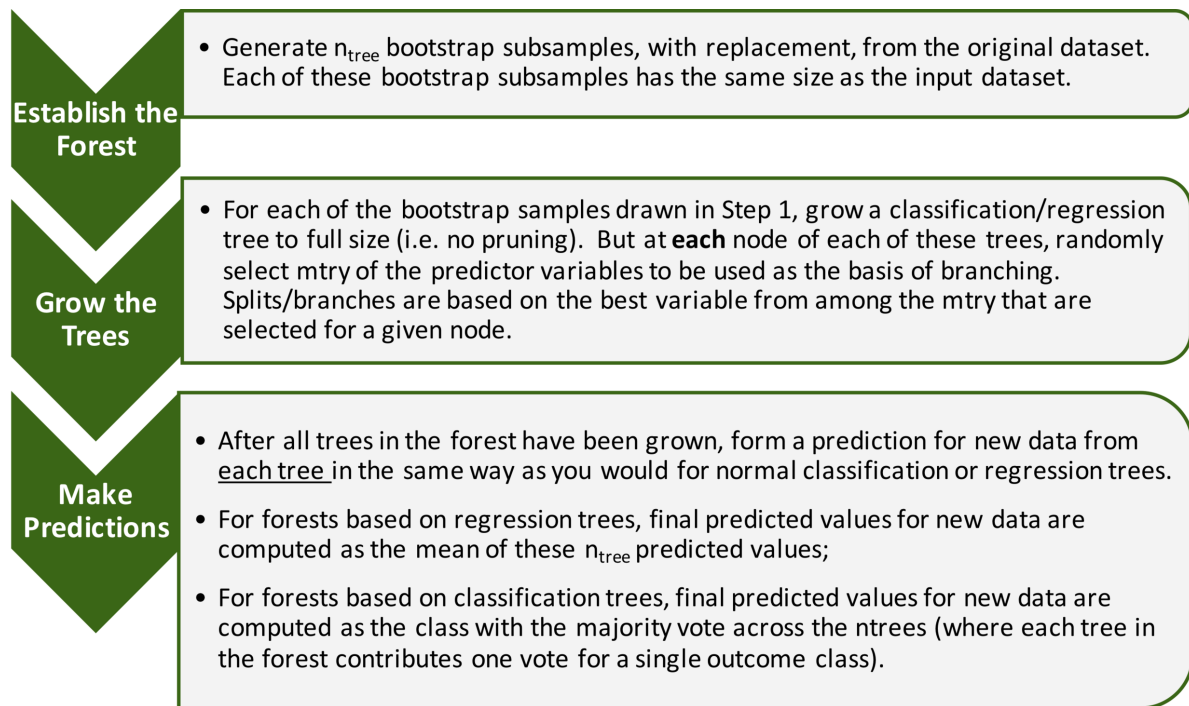 Establish the
Forest
• Generate n_tree bootstrap subsamples, with replacement, from the original dataset.
Each of these bootstrap subsamples has the same size as the input dataset.
Grow the
Trees
• For each of the bootstrap samples drawn in Step 1, grow a classification/regression
tree to full size (i.e. no pruning).  But at each node of each of these trees, randomly
select mtry of the predictor variables to be used as the basis of branching.
Splits/branches are based on the best variable from among the mtry that are
selected for a given node.
Make
Predictions
• After all trees in the forest have been grown, form a prediction for new data from
each tree in the same way as you would for normal classification or regression trees.
• For forests based on regression trees, final predicted values for new data are
computed as the mean of these n_tree predicted values;
• For forests based on classification trees, final predicted values for new data are
computed as the class with the majority vote across the ntrees (where each tree in
the forest contributes one vote for a single outcome class).